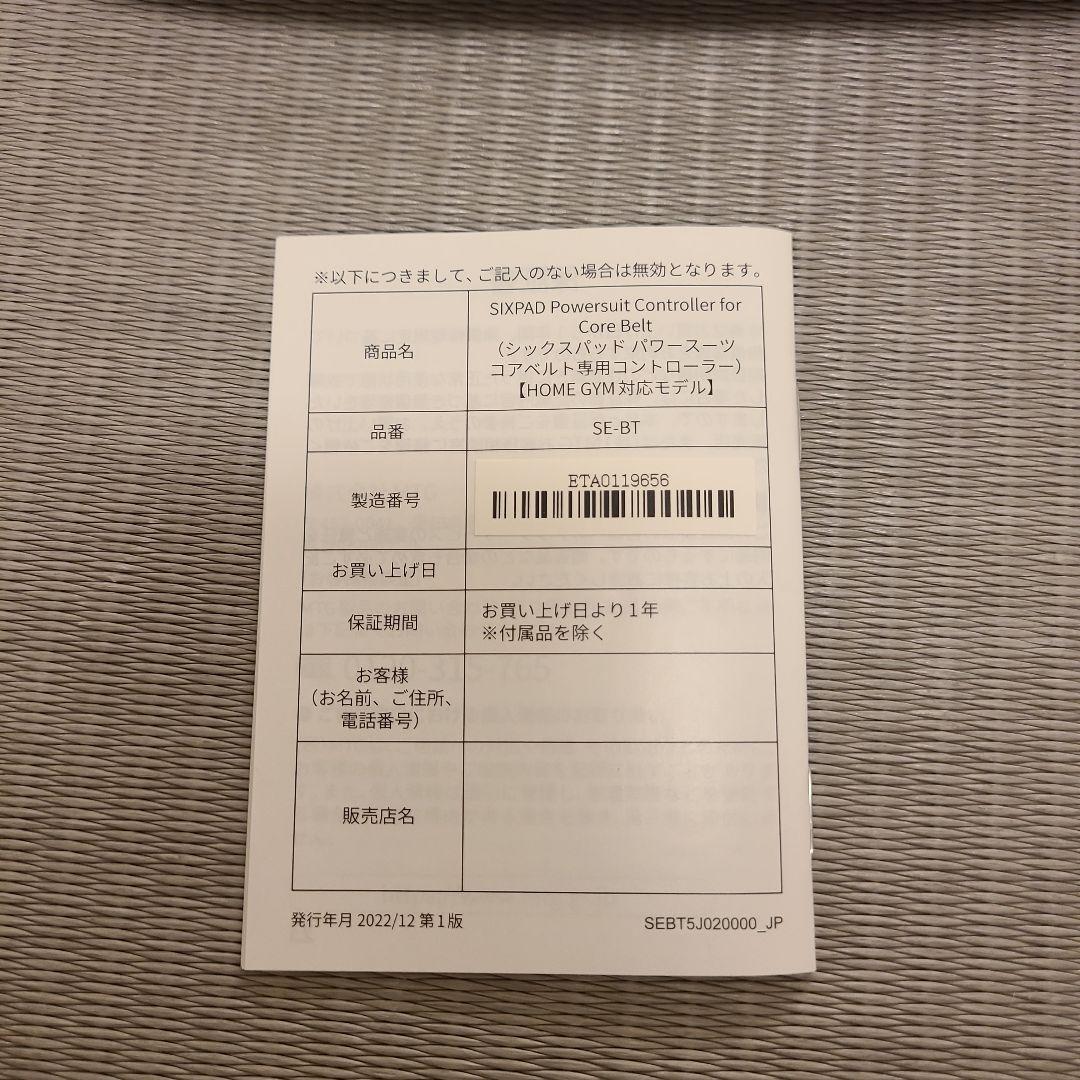 ※以下につきまして、ご記入のない場合は無効となります。
商品名
SIXPAD Powersuit Controller for
Core Belt
（シックスパッド パワースーツ
コアベルト専用コントローラー）
【HOME GYM対応モデル】
品番
SE-BT
製造番号
ETA0119656
お買い上げ日
保証期間
お買い上げ日より1年
※付属品を除く
お客様
（お名前、ご住所、
電話番号）
販売店名
発行年月 2022/12 第1版
SEBT5J020000_JP